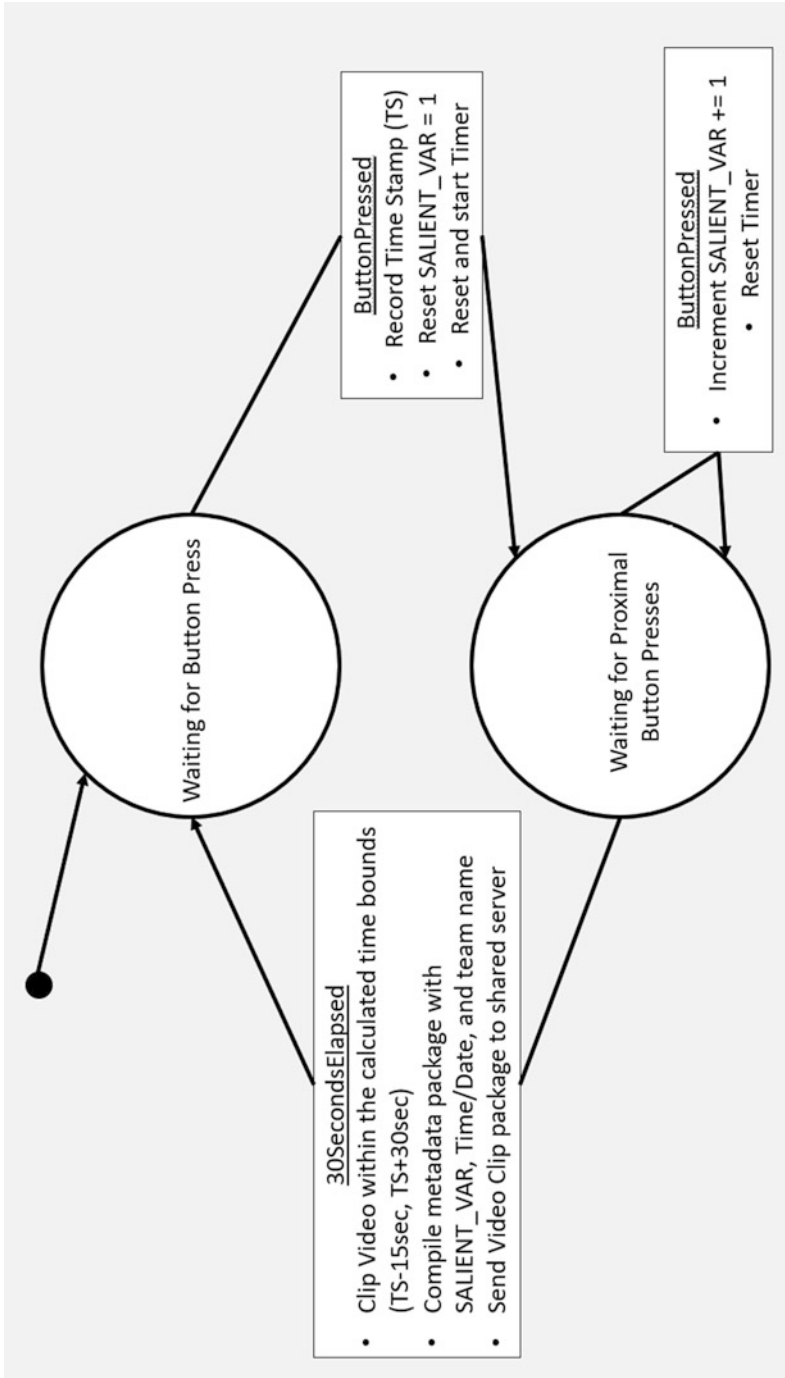 Waiting for Button Press
ButtonPressed
• Record Time Stamp (TS)
• Reset SALIENT_VAR = 1
• Reset and start Timer
Waiting for Proximal
Button Presses
ButtonPressed
• Increment SALIENT_VAR += 1
• Reset Timer
30SecondsElapsed
• Clip Video within the calculated time bounds
(TS-15sec, TS+30sec)
• Compile metadata package with
SALIENT_VAR, Time/Date, and team name
• Send Video Clip package to shared server